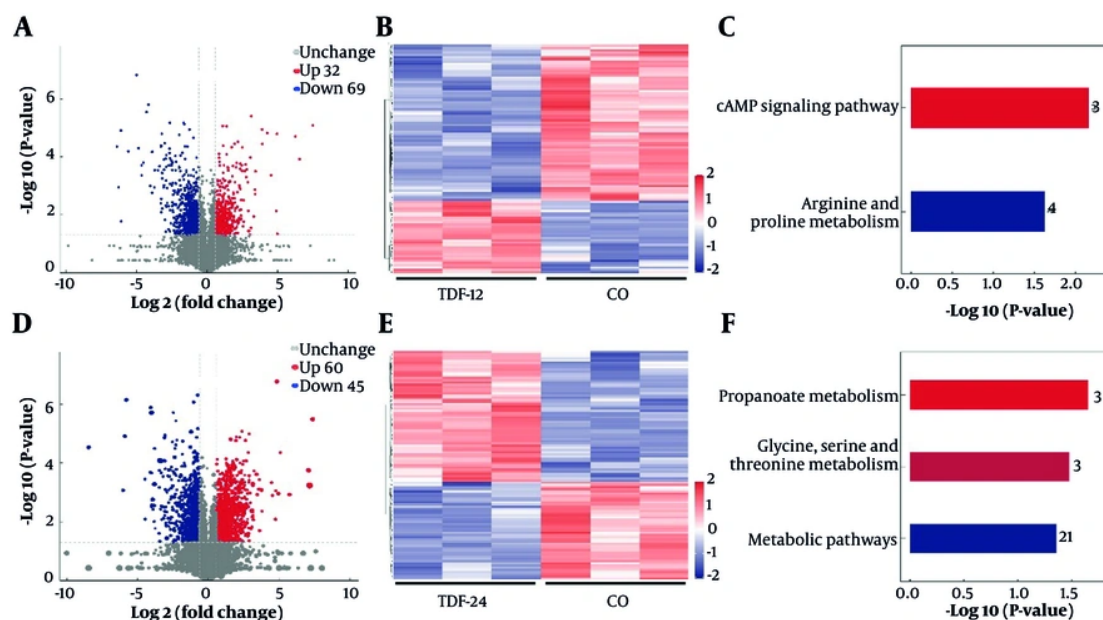 A
Unchange
Up 32
Down 69
-Log 10 (P-value)
6
4
2
0
-10
-5
0
5
10
Log 2 (fold change)
B
2
1
0
-1
-2
TDF-12
CO
C
cAMP signaling pathway
3
Arginine and
proline metabolism
4
0.0
0.5
1.0
1.5
2.0
-Log 10 (P-value)
D
Unchange
Up 60
Down 45
-Log 10 (P-value)
6
4
2
0
-10
-5
0
5
10
Log 2 (fold change)
E
2
1
0
-1
-2
TDF-24
CO
F
Propanoate metabolism
3
Glycine, serine and
threonine metabolism
3
Metabolic pathways
21
0.0
0.5
1.0
1.5
-Log 10 (P-value)